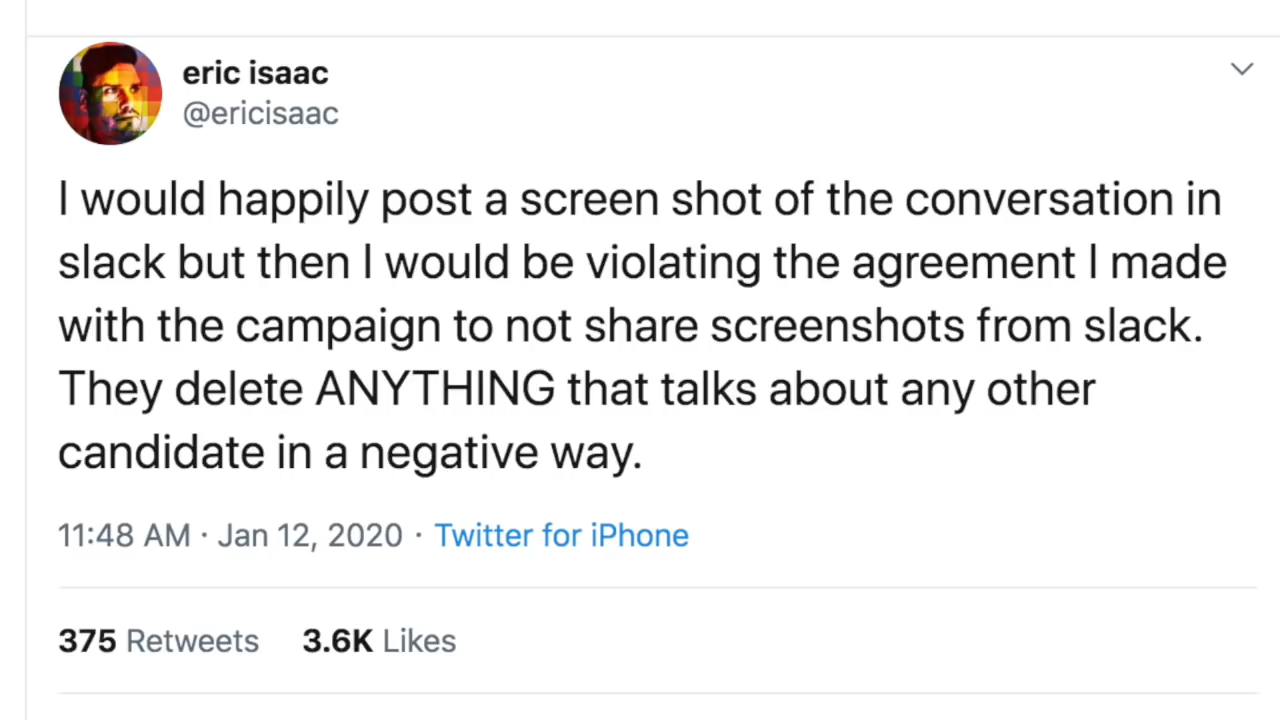 eric isaac
@ericisaac
I would happily post a screen shot of the conversation in
slack but then I would be violating the agreement I made
with the campaign to not share screenshots from slack.
They delete ANYTHING that talks about any other
candidate in a negative way.
11:48 AM · Jan 12, 2020 · Twitter for iPhone
375 Retweets 3.6K Likes